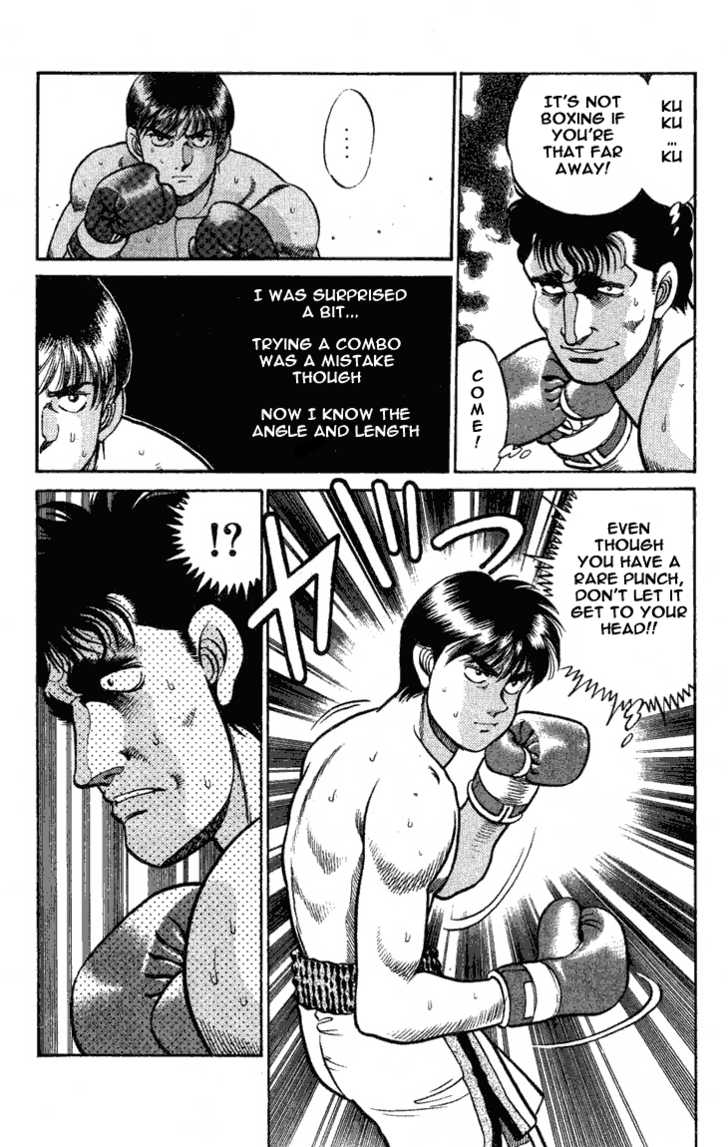 KU
KU
...
KU
IT'S NOT
BOXING IF
YOU'RE
THAT FAR
AWAY!
COME!
......
I WAS SURPRISED
A BIT...
TRYING A COMBO
WAS A MISTAKE
THOUGH
NOW I KNOW THE
ANGLE AND LENGTH
EVEN
THOUGH
YOU HAVE A
RARE PUNCH,
DON'T LET IT
GET TO YOUR
HEAD!!
!?